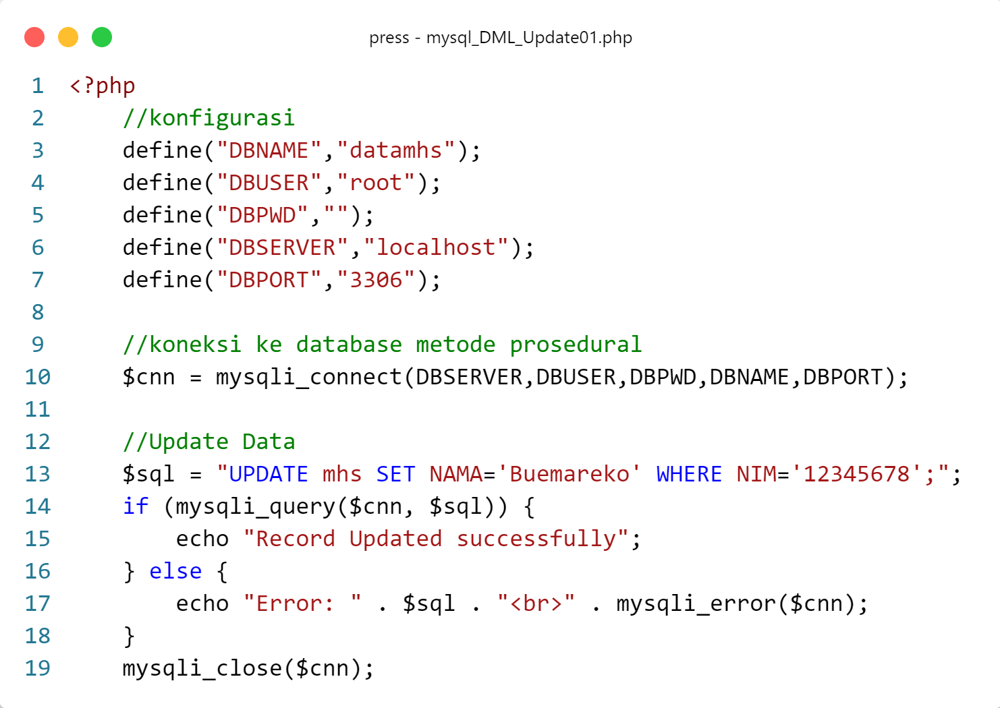 press - mysql_DML_Update01.php
1 <?php
2     //konfigurasi
3     define("DBNAME","datamhs");
4     define("DBUSER","root");
5     define("DBPWD","");
6     define("DBSERVER","localhost");
7     define("DBPORT","3306");
8
9     //koneksi ke database metode prosedural
10     $cnn = mysqli_connect(DBSERVER,DBUSER,DBPWD,DBNAME,DBPORT);
11
12     //Update Data
13     $sql = "UPDATE mhs SET NAMA='Buemareko' WHERE NIM='12345678';";
14     if (mysqli_query($cnn, $sql)) {
15         echo "Record Updated successfully";
16     } else {
17         echo "Error: " . $sql . "<br>" . mysqli_error($cnn);
18     }
19     mysqli_close($cnn);